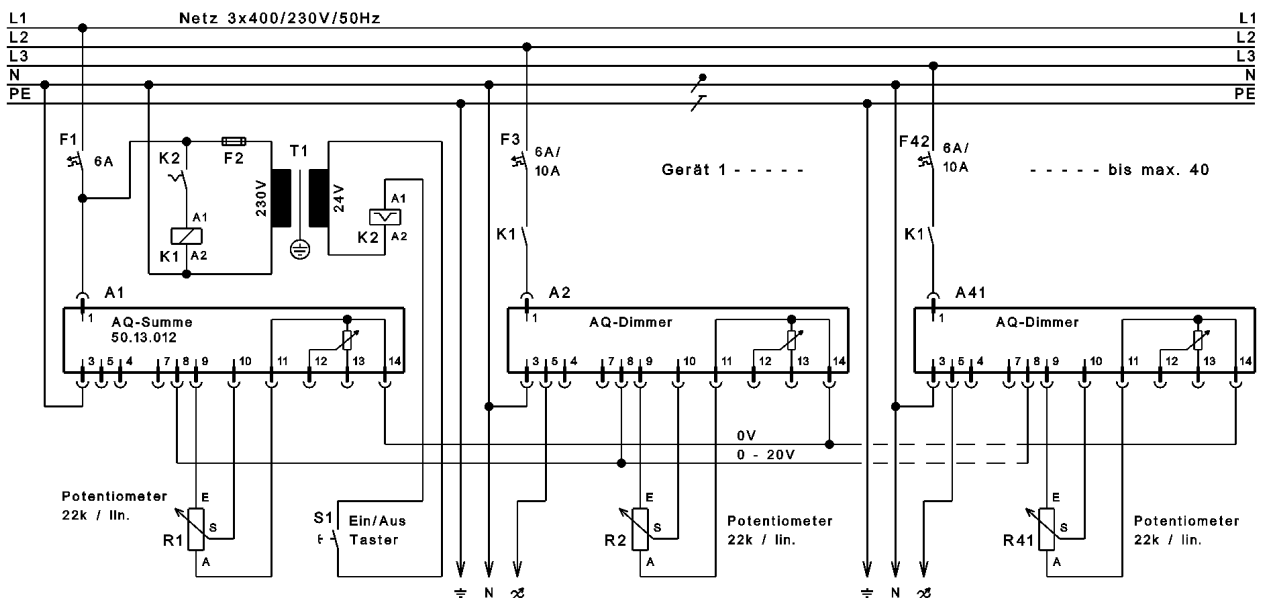 L1 Netz 3x400/230V/50Hz L1
L2 L2
L3 L3
N N
PE PE
F1 6A
K2
F2
T1
230V
24V
A1
K2 A2
A1
K1 A2
F3 6A/
10A
Gerät 1 - - - - -
F42 6A/
10A
- - - - - bis max. 40
K1
K1
A1
1
AQ-Summe
50.13.012
3 5 4 7 8 9 10 11 12 13 14
A2
1
AQ-Dimmer
3 5 4 7 8 9 10 11 12 13 14
A41
1
AQ-Dimmer
3 5 4 7 8 9 10 11 12 13 14
0V
0 - 20V
Potentiometer
22k / lin.
E
S
R1
A
S1 Ein/Aus
Taster
E
S
R2
A
Potentiometer
22k / lin.
E
S
R41
A
Potentiometer
22k / lin.
N
N